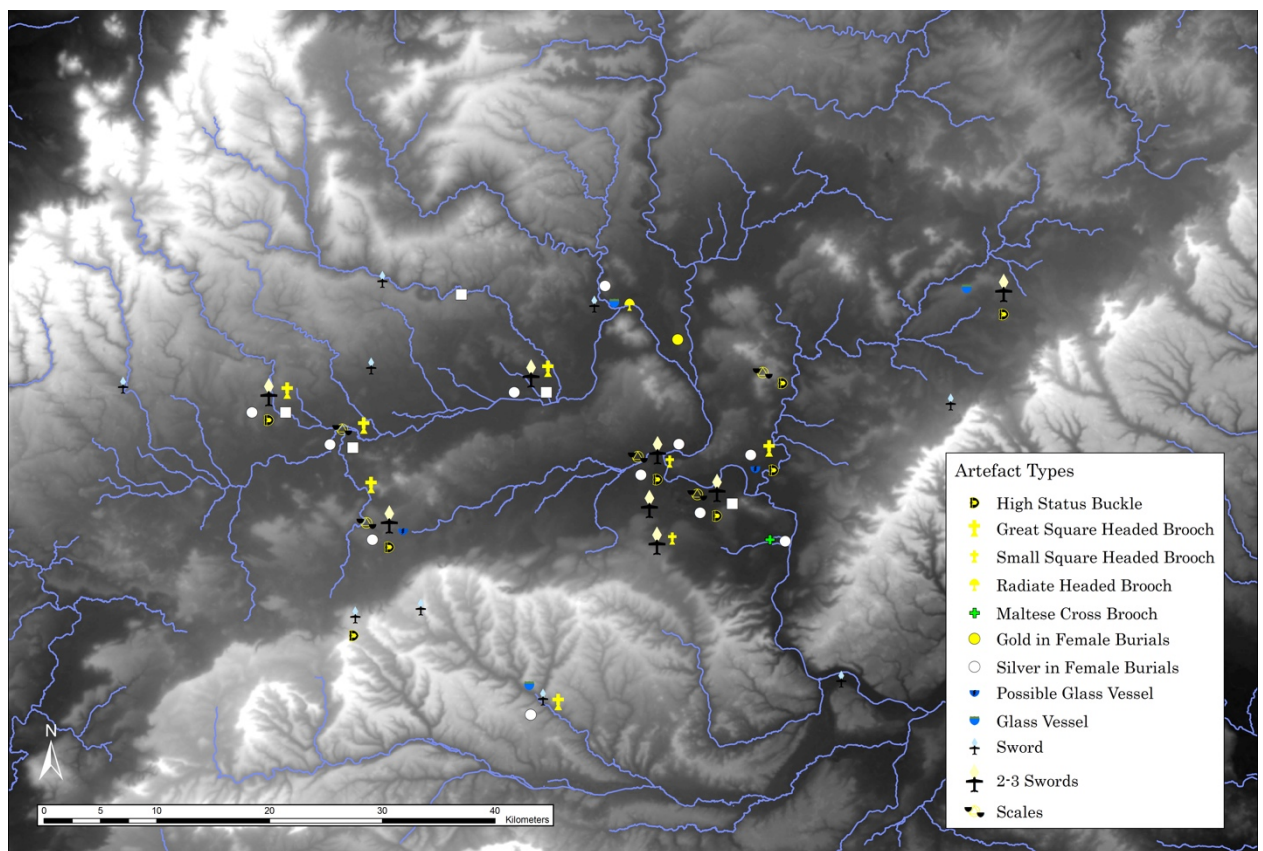 Artefact Types
High Status Buckle
Great Square Headed Brooch
Small Square Headed Brooch
Radiate Headed Brooch
Maltese Cross Brooch
Gold in Female Burials
Silver in Female Burials
Possible Glass Vessel
Glass Vessel
Sword
2-3 Swords
Scales
N
0 5 10 20 30 40
Kilometers